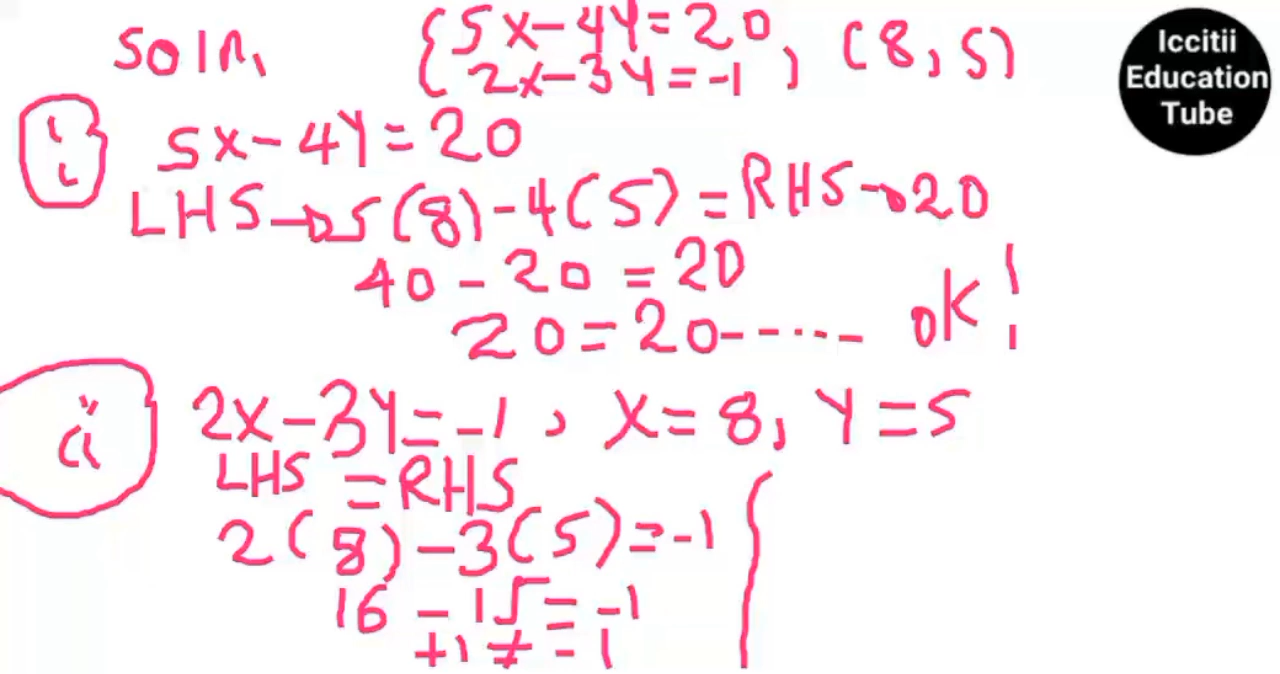 Soln,
{5x-4y=20
2x-3y=-1 , (8,5)
Iccitii
Education
Tube
i
5x-4y=20
LHS→5(8)-4(5)=RHS→20
40-20=20
20=20-----ok!
ii
2x-3y=-1, x=8, y=5
LHS =RHS
2(8)-3(5)=-1
16-15=-1
+1≠-1